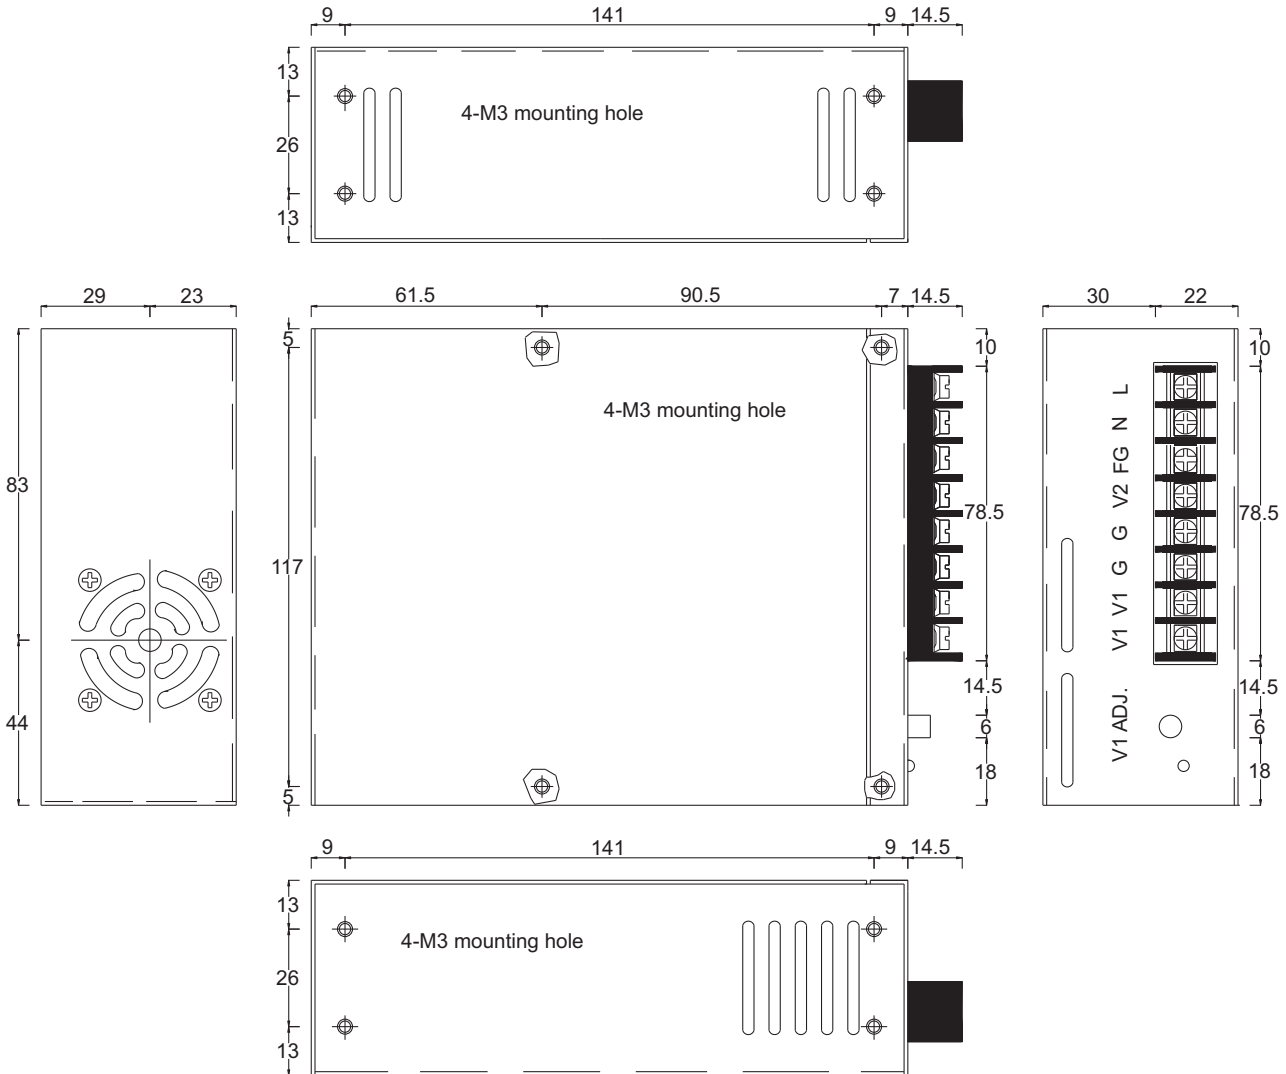 9 141 9 14.5
13
4-M3 mounting hole
26
13
29 23 61.5 90.5 7 14.5 30 22
5 10 10
4-M3 mounting hole
L
N
FG
83 V2 78.5 78.5
G
117 G
V1
V1
14.5 14.5
44 V1 ADJ. 6 6
18 18
5
9 141 9 14.5
13
4-M3 mounting hole
26
13